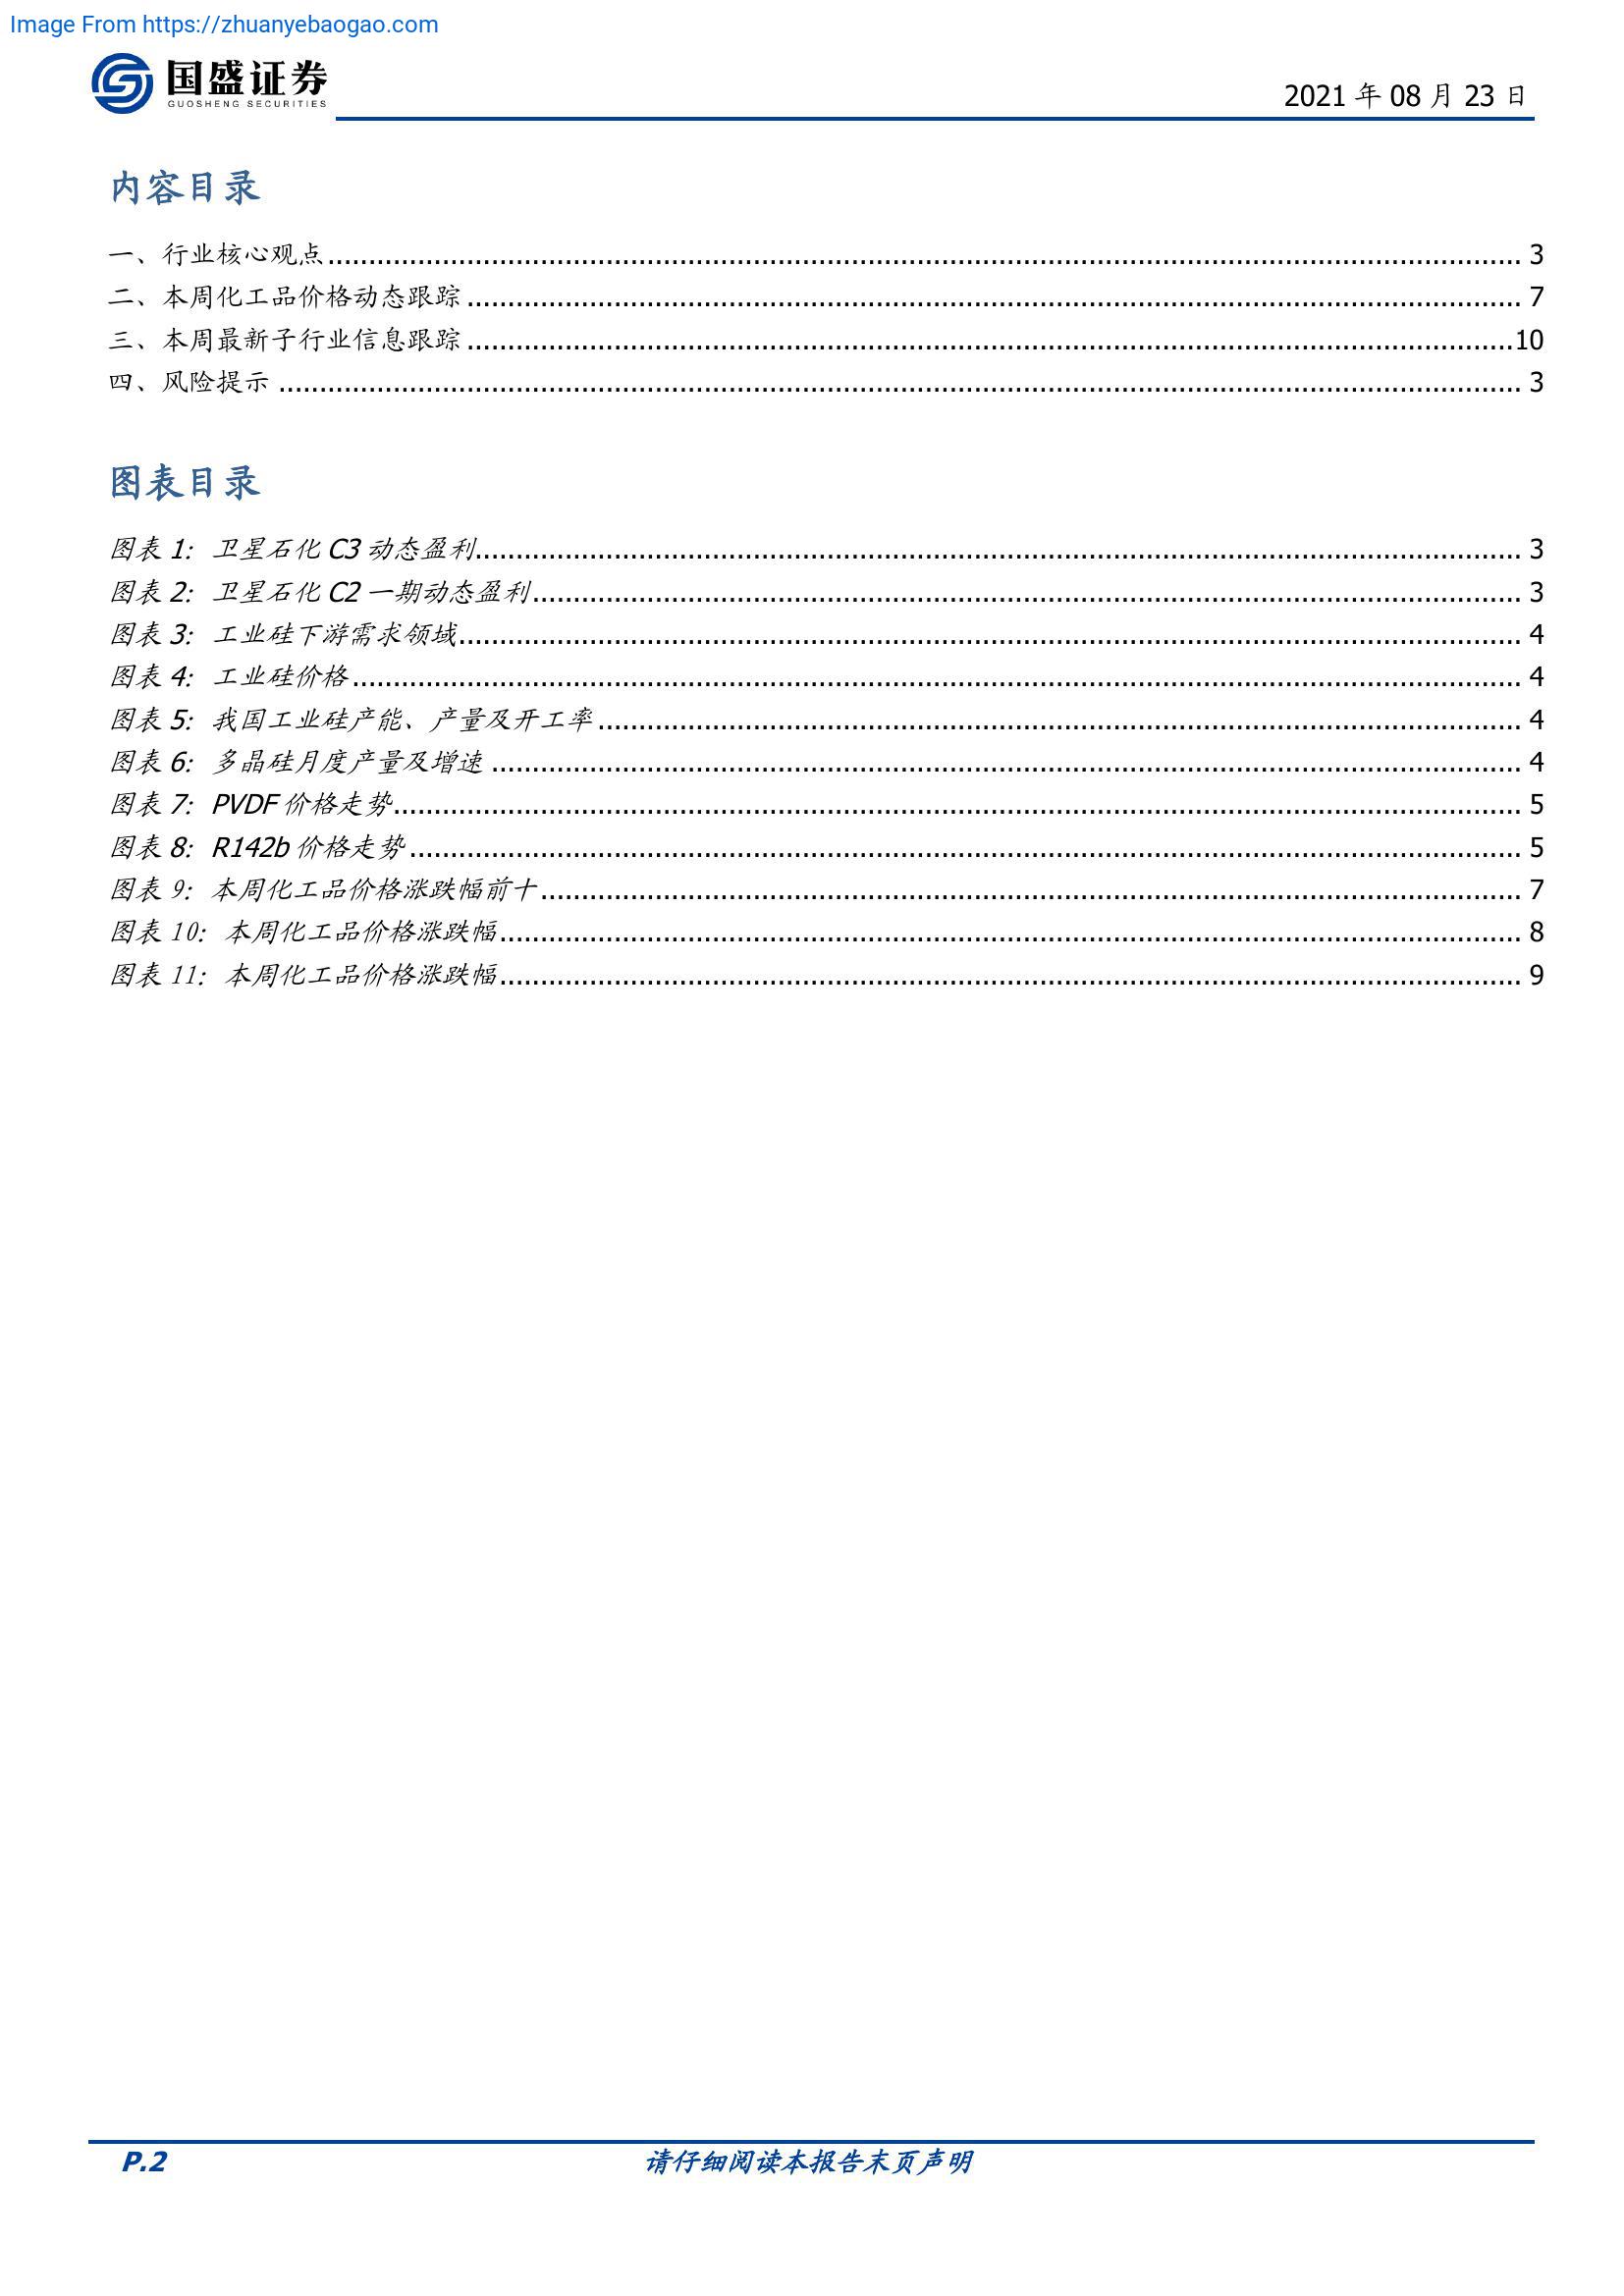 Image From https://zhuanyebaogao.com
国盛证券
GUOSHENG SECURITIES
2021 年 08 月 23 日
内容目录
一、行业核心观点 3
二、本周化工品价格动态跟踪 7
三、本周最新子行业信息跟踪 10
四、风险提示 3
图表目录
图表 1: 卫星石化 C3 动态盈利 3
图表 2: 卫星石化 C2 一期动态盈利 3
图表 3: 工业硅下游需求领域 4
图表 4: 工业硅价格 4
图表 5: 我国工业硅产能、产量及开工率 4
图表 6: 多晶硅月度产量及增速 4
图表 7: PVDF 价格走势 5
图表 8: R142b 价格走势 5
图表 9: 本周化工品价格涨跌幅前十 7
图表 10: 本周化工品价格涨跌幅 8
图表 11: 本周化工品价格涨跌幅 9
P.2 请仔细阅读本报告末页声明